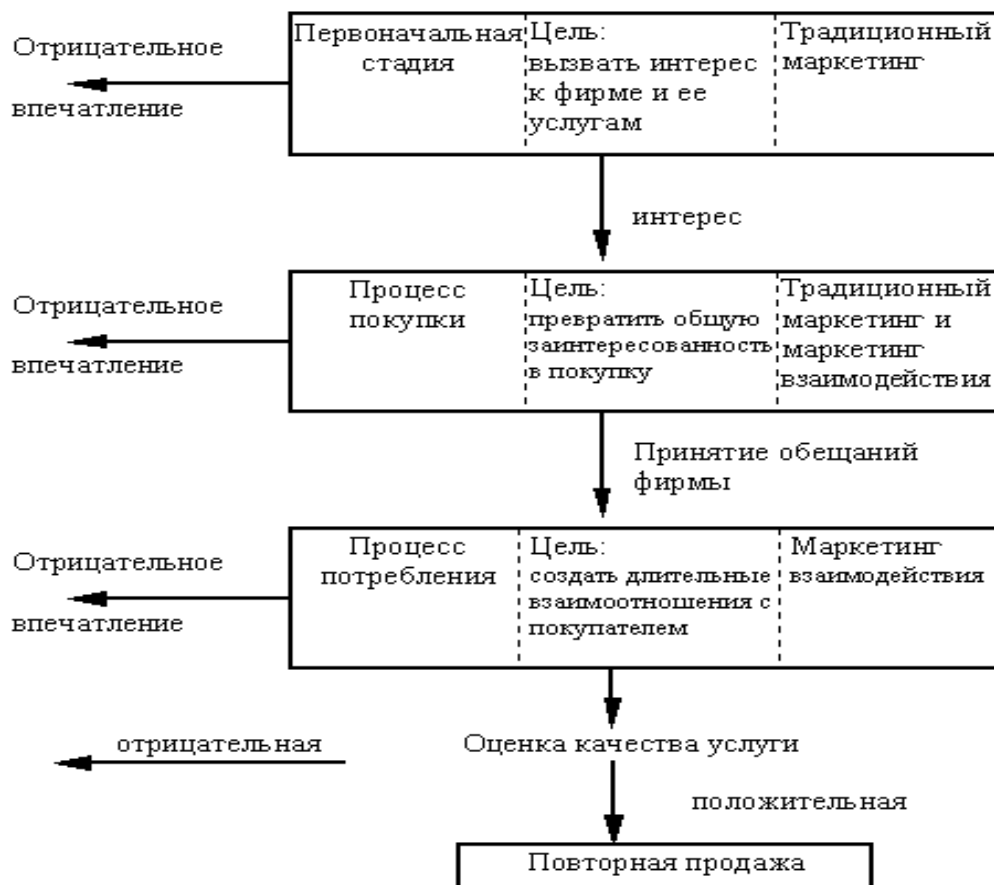 Отрицательное
впечатление
Первоначальная
стадия
Цель:
вызвать интерес
к фирме и ее
услугам
Традиционный
маркетинг
интерес
Отрицательное
впечатление
Процесс
покупки
Цель:
превратить общую
заинтересованность
в покупку
Традиционный
маркетинг и
маркетинг
взаимодействия
Принятие обещаний
фирмы
Отрицательное
впечатление
Процесс
потребления
Цель:
создать длительные
взаимоотношения с
покупателем
Маркетинг
взаимодействия
отрицательная
Оценка качества услуги
положительная
Повторная продажа